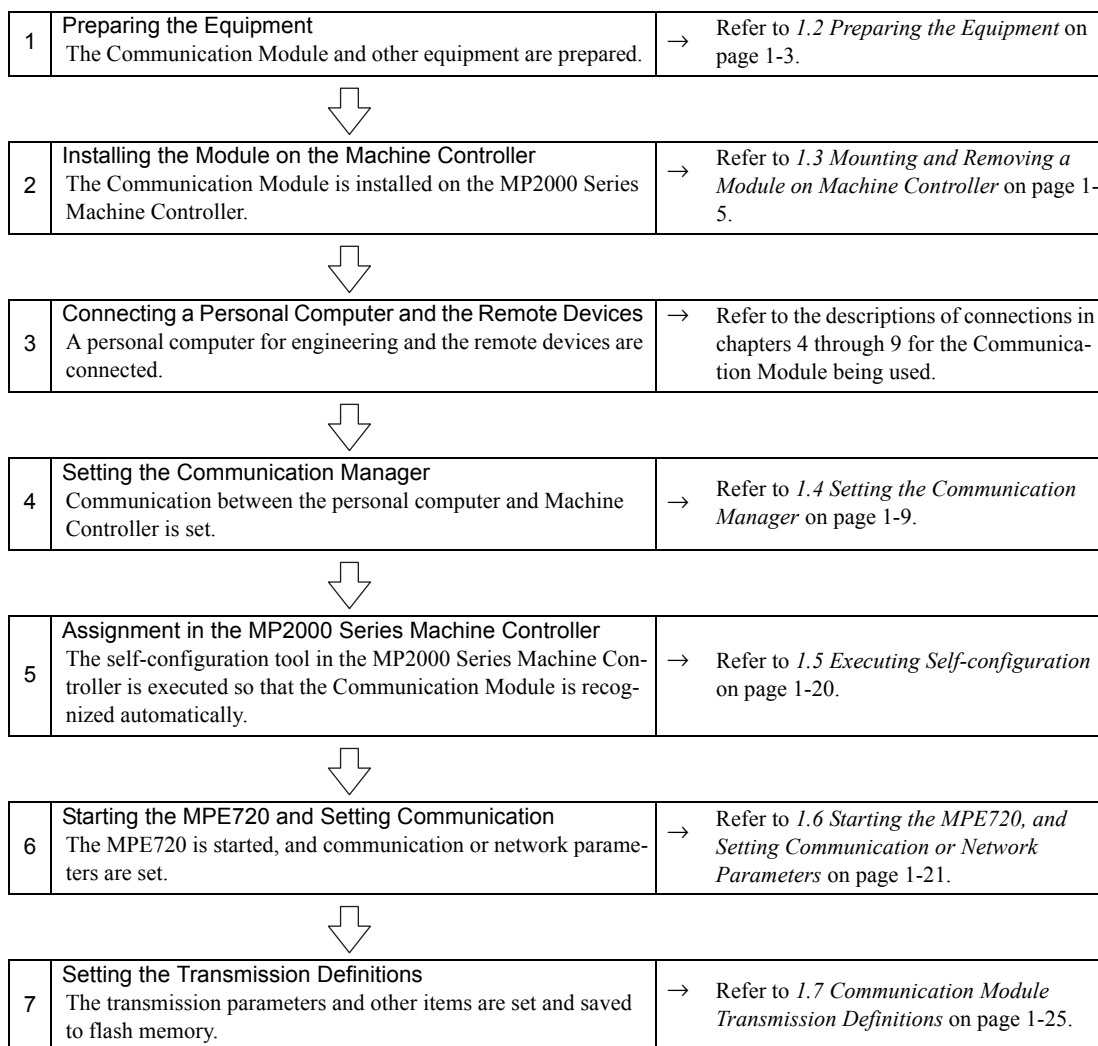 1
Preparing the Equipment
The Communication Module and other equipment are prepared.
→
Refer to 1.2 Preparing the Equipment on
page 1-3.
2
Installing the Module on the Machine Controller
The Communication Module is installed on the MP2000 Series
Machine Controller.
→
Refer to 1.3 Mounting and Removing a
Module on Machine Controller on page 1-
5.
3
Connecting a Personal Computer and the Remote Devices
A personal computer for engineering and the remote devices are
connected.
→
Refer to the descriptions of connections in
chapters 4 through 9 for the Communica-
tion Module being used.
4
Setting the Communication Manager
Communication between the personal computer and Machine
Controller is set.
→
Refer to 1.4 Setting the Communication
Manager on page 1-9.
5
Assignment in the MP2000 Series Machine Controller
The self-configuration tool in the MP2000 Series Machine Con-
troller is executed so that the Communication Module is recog-
nized automatically.
→
Refer to 1.5 Executing Self-configuration
on page 1-20.
6
Starting the MPE720 and Setting Communication
The MPE720 is started, and communication or network parame-
ters are set.
→
Refer to 1.6 Starting the MPE720, and
Setting Communication or Network
Parameters on page 1-21.
7
Setting the Transmission Definitions
The transmission parameters and other items are set and saved
to flash memory.
→
Refer to 1.7 Communication Module
Transmission Definitions on page 1-25.